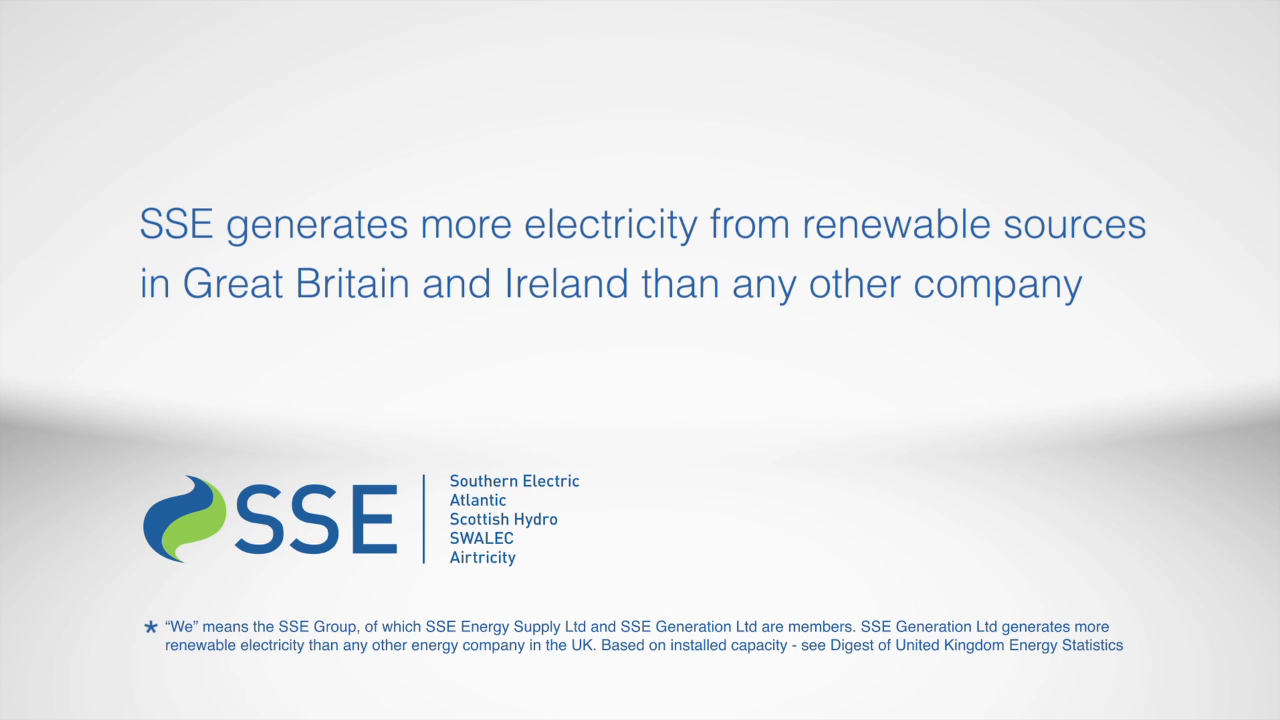 SSE generates more electricity from renewable sources
in Great Britain and Ireland than any other company
SSE
Southern Electric
Atlantic
Scottish Hydro
SWALEC
Airtricity
* “We” means the SSE Group, of which SSE Energy Supply Ltd and SSE Generation Ltd are members. SSE Generation Ltd generates more
renewable electricity than any other energy company in the UK. Based on installed capacity - see Digest of United Kingdom Energy Statistics